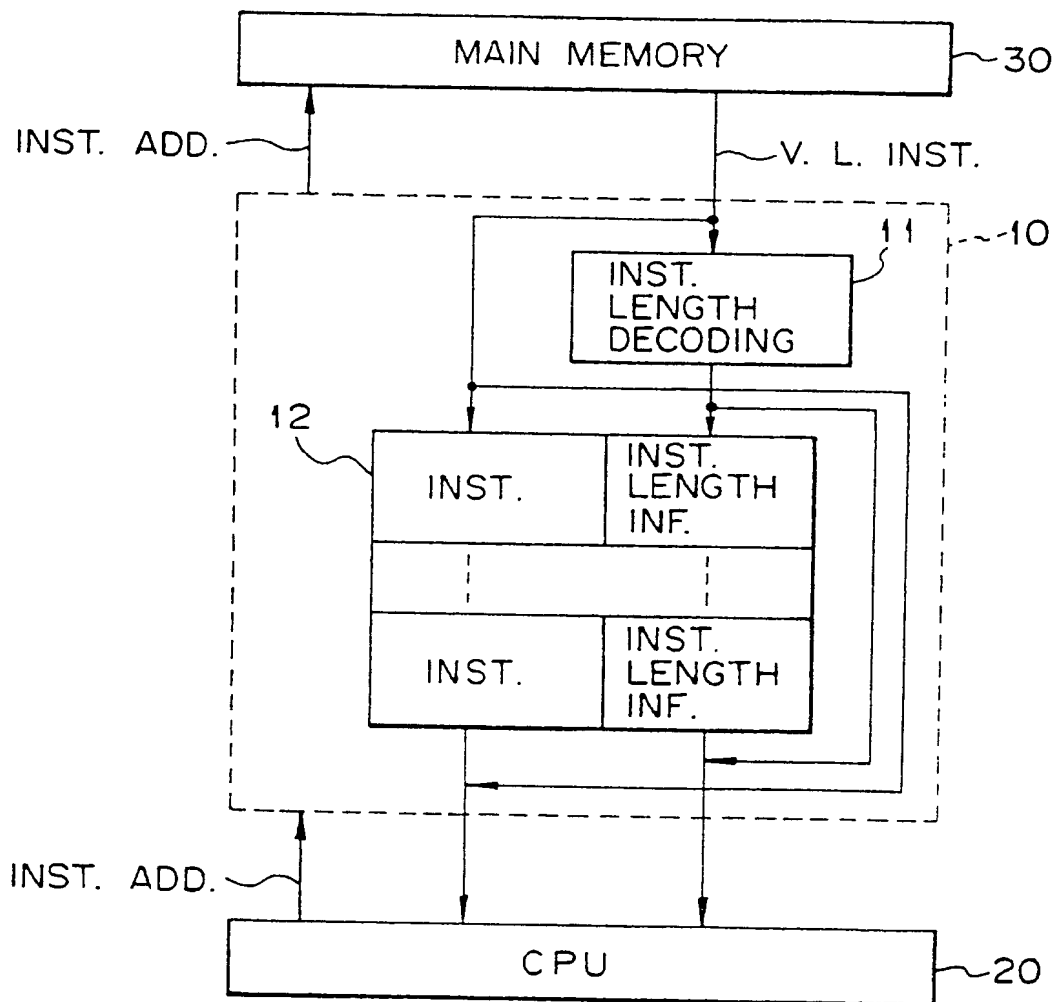 MAIN MEMORY
30
INST. ADD.
V. L. INST.
11
10
INST.
LENGTH
DECODING
12
INST.
INST.
LENGTH
INF.
INST.
INST.
LENGTH
INF.
INST. ADD.
CPU
20